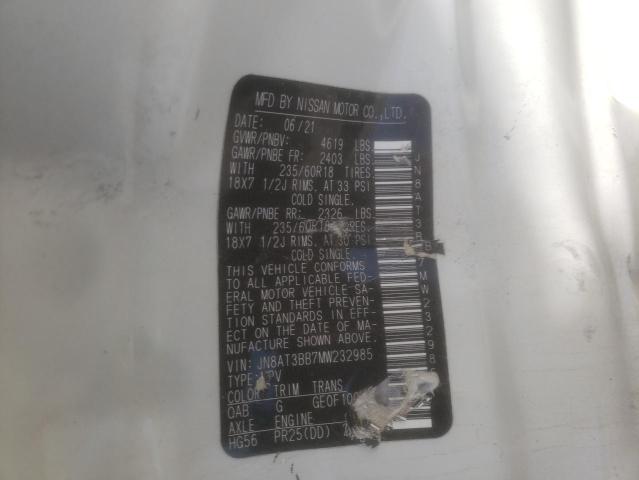 MFD BY NISSAN MOTOR CO.,LTD.
DATE: 06/21
GVWR/PNBV: 4619 LBS
GAWR/PNBE FR: 2403 LBS
WITH 235/60R18 TIRES
18X7 1/2J RIMS, AT 33 PSI
COLD SINGLE.
GAWR/PNBE RR: 2326 LBS
WITH
18X7 1/2J RIMS, AT 30 PSI
COLD SINGLE.
THIS VEHICLE CONFORMS
TO ALL APPLICABLE FED-
ERAL MOTOR VEHICLE SA-
FETY AND THEFT PREVEN-
TION STANDARDS IN EFF-
ECT ON THE DATE OF MA-
NUFACTURE SHOWN ABOVE.
VIN: JN8AT3BB7MW232985
TYPE:
COLOR TRIM TRANS
QAB G
AXLE ENGINE
HG56 PR25(DD)